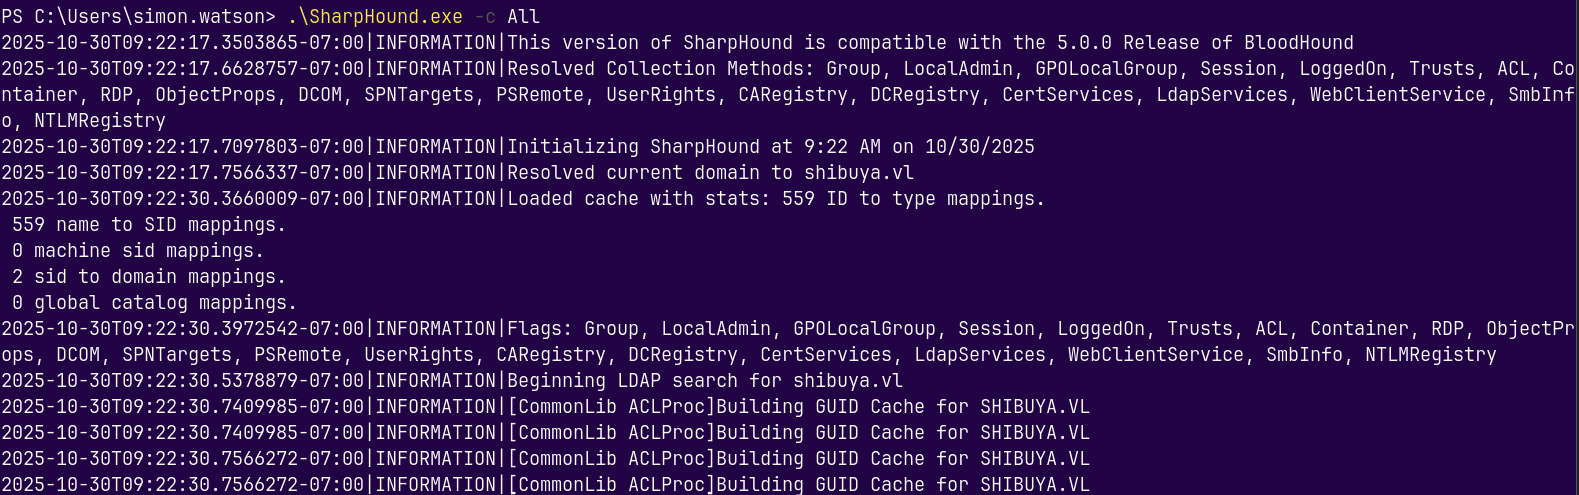 PS C:\Users\simon.watson> .\SharpHound.exe -c All
2025-10-30T09:22:17.3503865-07:00|INFORMATION|This version of SharpHound is compatible with the 5.0.0 Release of BloodHound
2025-10-30T09:22:17.6628757-07:00|INFORMATION|Resolved Collection Methods: Group, LocalAdmin, GPOLocalGroup, Session, LoggedOn, Trusts, ACL, Co
ntainer, RDP, ObjectProps, DCOM, SPNTargets, PSRemote, UserRights, CARegistry, DCRegistry, CertServices, LdapServices, WebClientService, SmbInf
o, NTLMRegistry
2025-10-30T09:22:17.7097803-07:00|INFORMATION|Initializing SharpHound at 9:22 AM on 10/30/2025
2025-10-30T09:22:17.7566337-07:00|INFORMATION|Resolved current domain to shibuya.vl
2025-10-30T09:22:30.3660009-07:00|INFORMATION|Loaded cache with stats: 559 ID to type mappings.
 559 name to SID mappings.
 0 machine sid mappings.
 2 sid to domain mappings.
 0 global catalog mappings.
2025-10-30T09:22:30.3972542-07:00|INFORMATION|Flags: Group, LocalAdmin, GPOLocalGroup, Session, LoggedOn, Trusts, ACL, Container, RDP, ObjectPr
ops, DCOM, SPNTargets, PSRemote, UserRights, CARegistry, DCRegistry, CertServices, LdapServices, WebClientService, SmbInfo, NTLMRegistry
2025-10-30T09:22:30.5378879-07:00|INFORMATION|Beginning LDAP search for shibuya.vl
2025-10-30T09:22:30.7409985-07:00|INFORMATION|[CommonLib ACLProc]Building GUID Cache for SHIBUYA.VL
2025-10-30T09:22:30.7409985-07:00|INFORMATION|[CommonLib ACLProc]Building GUID Cache for SHIBUYA.VL
2025-10-30T09:22:30.7566272-07:00|INFORMATION|[CommonLib ACLProc]Building GUID Cache for SHIBUYA.VL
2025-10-30T09:22:30.7566272-07:00|INFORMATION|[CommonLib ACLProc]Building GUID Cache for SHIBUYA.VL